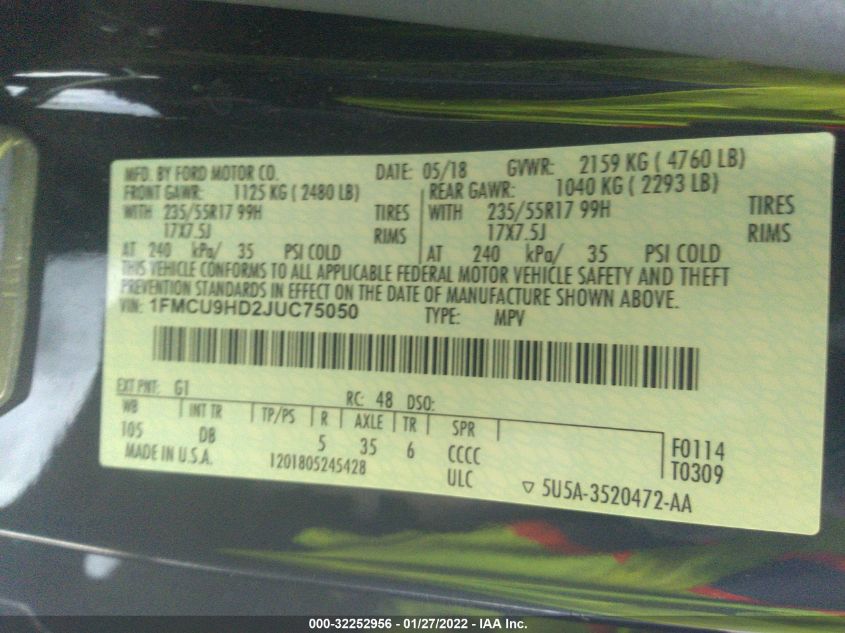 MFD. BY FORD MOTOR CO. DATE: 05/18 GVWR: 2159 KG ( 4760 LB)
FRONT GAWR: 1125 KG ( 2480 LB) REAR GAWR: 1040 KG ( 2293 LB)
WITH 235/55R17 99H TIRES WITH 235/55R17 99H TIRES
17X7.5J RIMS 17X7.5J RIMS
AT 240 kPa/ 35 PSI COLD AT 240 kPa/ 35 PSI COLD
THIS VEHICLE CONFORMS TO ALL APPLICABLE FEDERAL MOTOR VEHICLE SAFETY AND THEFT
PREVENTION STANDARDS IN EFFECT ON THE DATE OF MANUFACTURE SHOWN ABOVE.
VIN: 1FMCU9HD2JUC75050 TYPE: MPV
EXT PNT: G1 RC: 48 DSO:
WB INT TR TP/PS R AXLE TR SPR
105 DB 5 35 6 CCCC F0114
MADE IN U.S.A. 1201805245428 ULC T0309
▽ 5U5A-3520472-AA
000-32252956 - 01/27/2022 - IAA Inc.